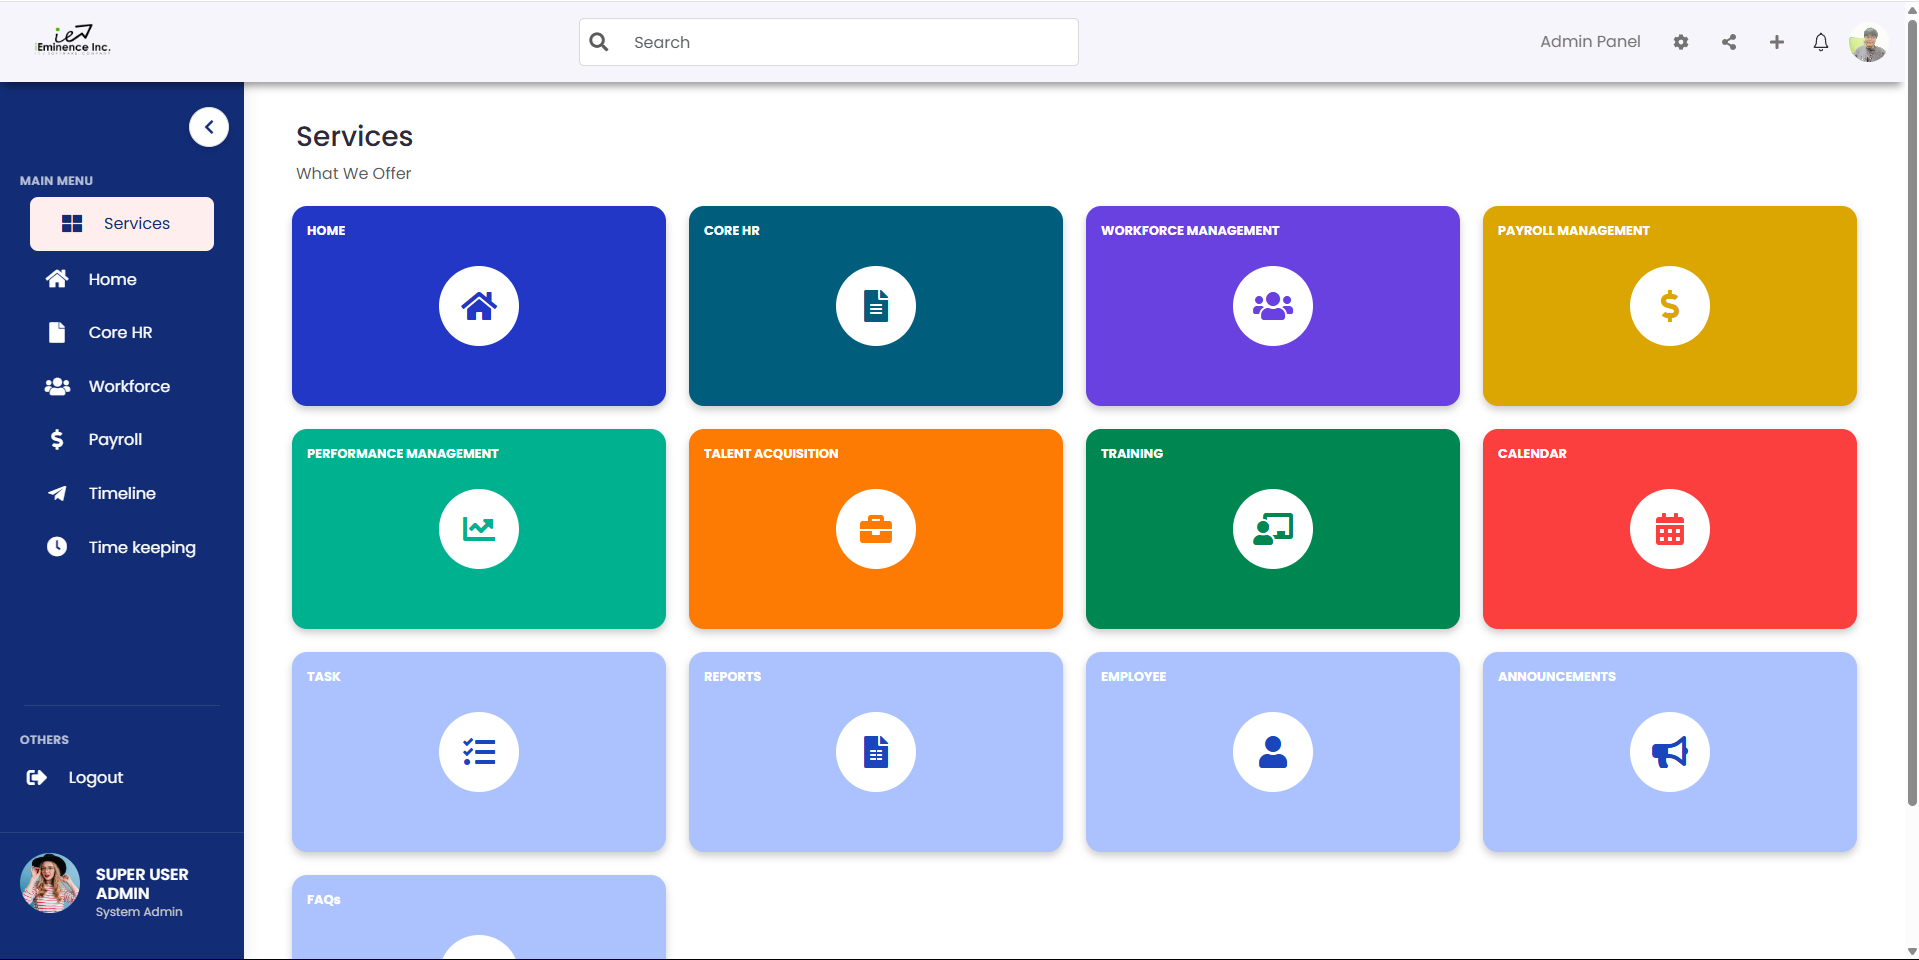 ie
Eminence Inc.
Search
Admin Panel
Services
What We Offer
MAIN MENU
Services
Home
Core HR
Workforce
Payroll
Timeline
Time keeping
OTHERS
Logout
SUPER USER
ADMIN
System Admin
HOME
CORE HR
WORKFORCE MANAGEMENT
PAYROLL MANAGEMENT
PERFORMANCE MANAGEMENT
TALENT ACQUISITION
TRAINING
CALENDAR
TASK
REPORTS
EMPLOYEE
ANNOUNCEMENTS
FAQs